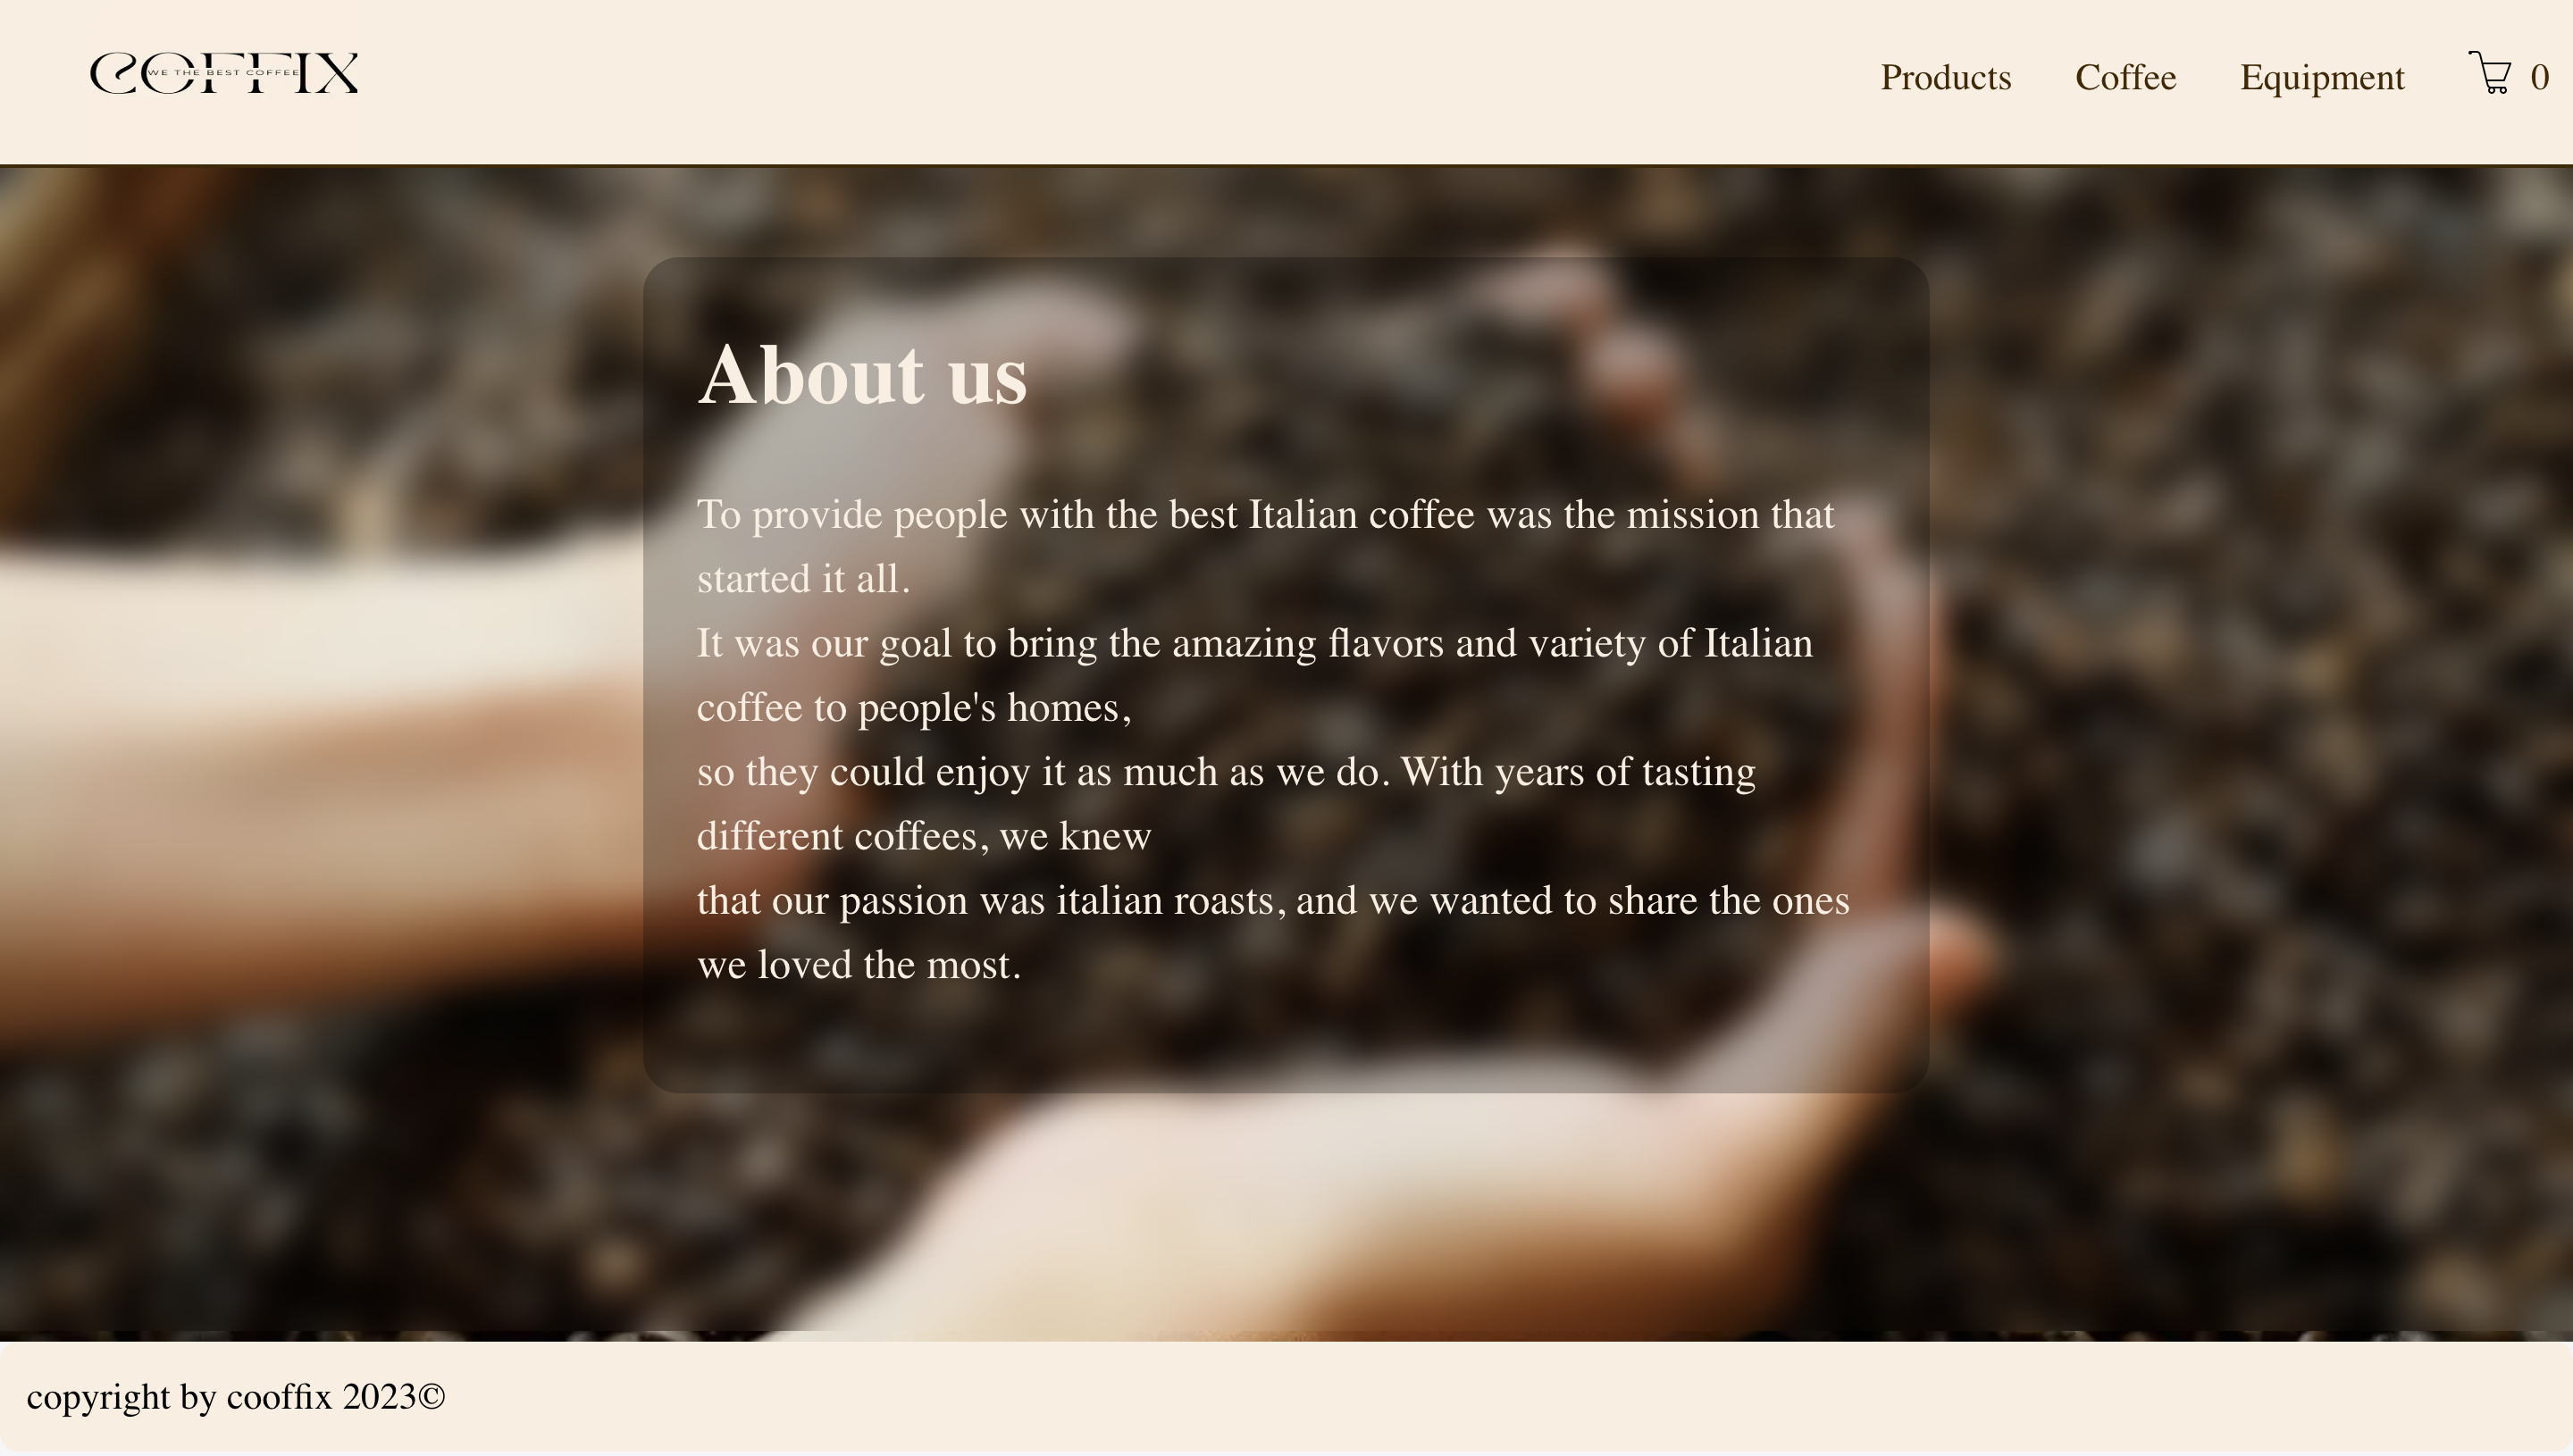 COFFIX
WE THE BEST COFFEE
Products Coffee Equipment 0
About us
To provide people with the best Italian coffee was the mission that
started it all.
It was our goal to bring the amazing flavors and variety of Italian
coffee to people's homes,
so they could enjoy it as much as we do. With years of tasting
different coffees, we knew
that our passion was italian roasts, and we wanted to share the ones
we loved the most.
copyright by cooffix 2023©